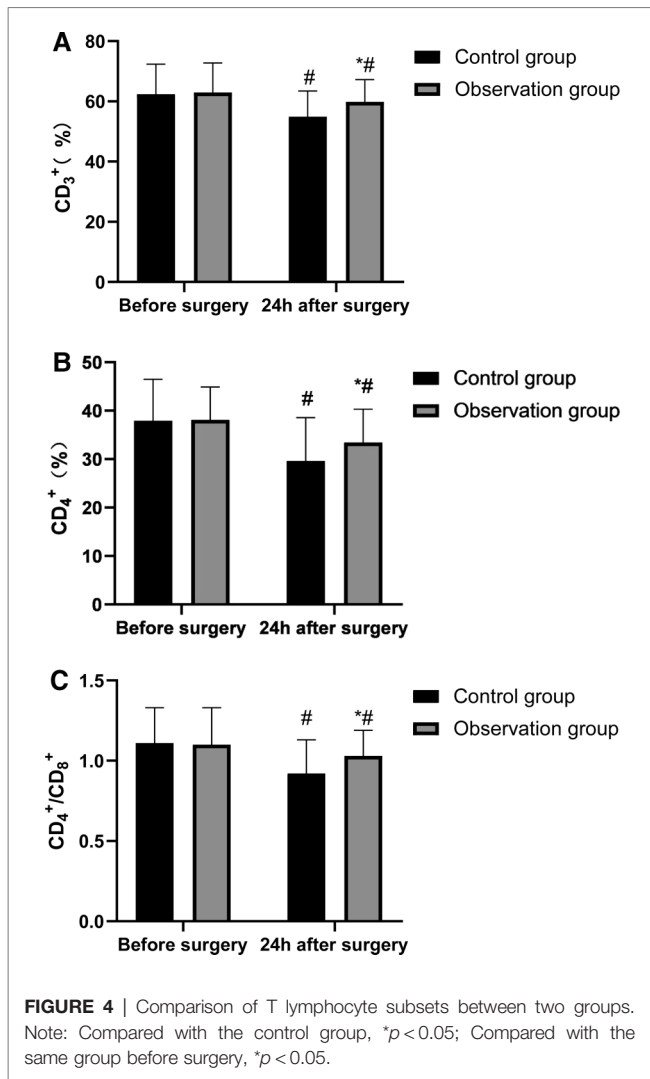 A
80
60
40
20
0
CD3+( %)
Before surgery
24h after surgery
#
*#
Control group
Observation group
B
50
40
30
20
10
0
CD4+ (%)
Before surgery
24h after surgery
#
*#
Control group
Observation group
C
1.5
1.0
0.5
0.0
CD4+/CD8+
Before surgery
24h after surgery
#
*#
Control group
Observation group
FIGURE 4 | Comparison of T lymphocyte subsets between two groups.
Note: Compared with the control group, *p < 0.05; Compared with the
same group before surgery, *p < 0.05.